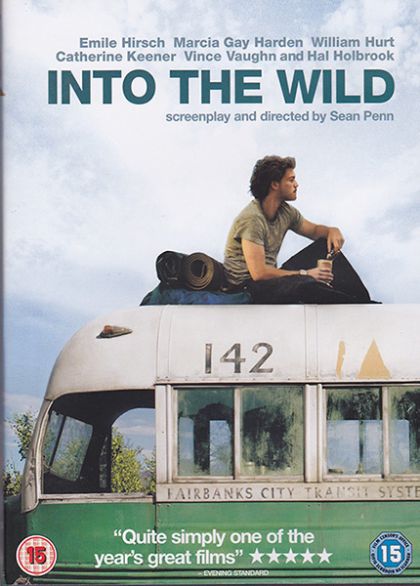 Emile Hirsch Marcia Gay Harden William Hurt
Catherine Keener Vince Vaughn and Hal Holbrook
INTO THE WILD
screenplay and directed by Sean Penn
142
FAIRBANKS CITY TRANSIT SYSTE
"Quite simply one of the
year's great films" ★★★★★
– EVENING STANDARD
15
15